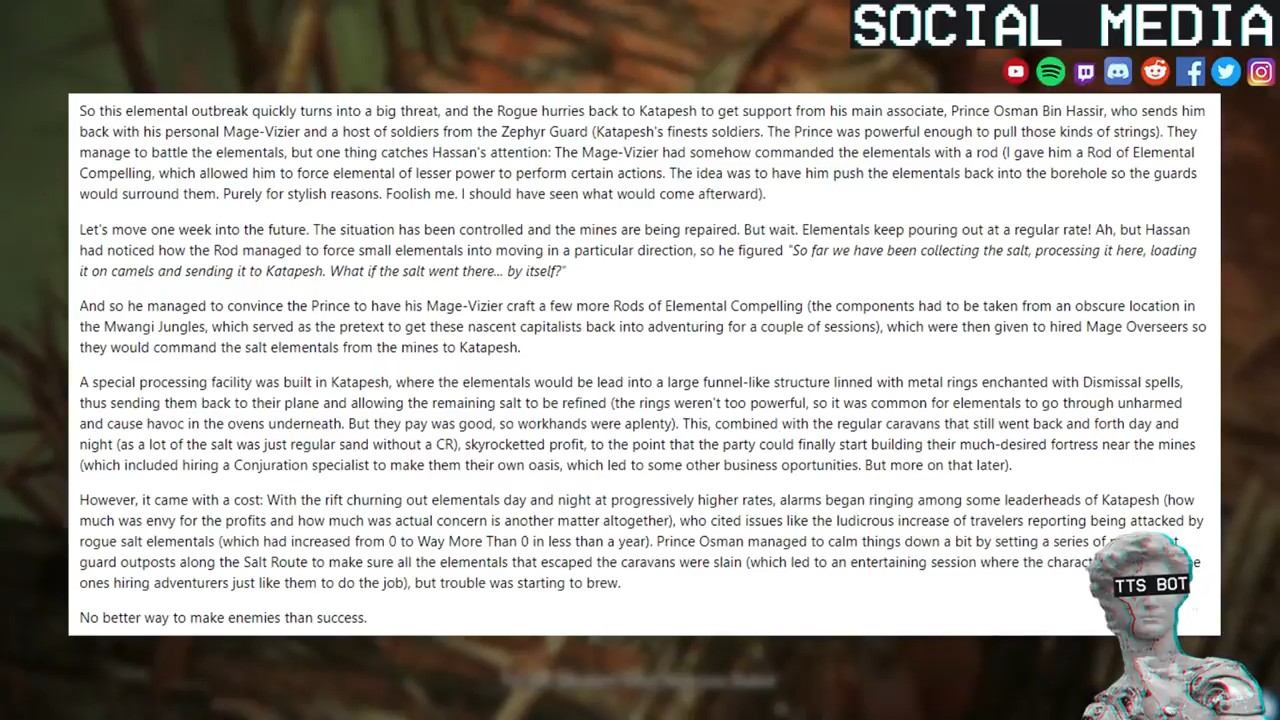 SOCIAL MEDIA
So this elemental outbreak quickly turns into a big threat, and the Rogue hurries back to Katapesh to get support from his main associate, Prince Osman Bin Hassir, who sends him
back with his personal Mage-Vizier and a host of soldiers from the Zephyr Guard (Katapesh's finests soldiers. The Prince was powerful enough to pull those kinds of strings). They
manage to battle the elementals, but one thing catches Hassan's attention: The Mage-Vizier had somehow commanded the elementals with a rod (I gave him a Rod of Elemental
Compelling, which allowed him to force elemental of lesser power to perform certain actions. The idea was to have him push the elementals back into the borehole so the guards
would surround them. Purely for stylish reasons. Foolish me. I should have seen what would come afterward).
Let's move one week into the future. The situation has been controlled and the mines are being repaired. But wait. Elementals keep pouring out at a regular rate! Ah, but Hassan
had noticed how the Rod managed to force small elementals into moving in a particular direction, so he figured "So far we have been collecting the salt, processing it here, loading
it on camels and sending it to Katapesh. What if the salt went there... by itself?"
And so he managed to convince the Prince to have his Mage-Vizier craft a few more Rods of Elemental Compelling (the components had to be taken from an obscure location in
the Mwangi Jungles, which served as the pretext to get these nascent capitalists back into adventuring for a couple of sessions), which were then given to hired Mage Overseers so
they would command the salt elementals from the mines to Katapesh.
A special processing facility was built in Katapesh, where the elementals would be lead into a large funnel-like structure linned with metal rings enchanted with Dismissal spells,
thus sending them back to their plane and allowing the remaining salt to be refined (the rings weren't too powerful, so it was common for elementals to go through unharmed
and cause havoc in the ovens underneath. But they pay was good, so workhands were aplenty). This, combined with the regular caravans that still went back and forth day and
night (as a lot of the salt was just regular sand without a CR), skyrocketted profit, to the point that the party could finally start building their much-desired fortress near the mines
(which included hiring a Conjuration specialist to make them their own oasis, which led to some other business oportunities. But more on that later).
However, it came with a cost: With the rift churning out elementals day and night at progressively higher rates, alarms began ringing among some leaderheads of Katapesh (how
much was envy for the profits and how much was actual concern is another matter altogether), who cited issues like the ludicrous increase of travelers reporting being attacked by
rogue salt elementals (which had increased from 0 to Way More Than 0 in less than a year). Prince Osman managed to calm things down a bit by setting a series of
guard outposts along the Salt Route to make sure all the elementals that escaped the caravans were slain (which led to an entertaining session where the
ones hiring adventurers just like them to do the job), but trouble was starting to brew.
No better way to make enemies than success.
TTS BOT